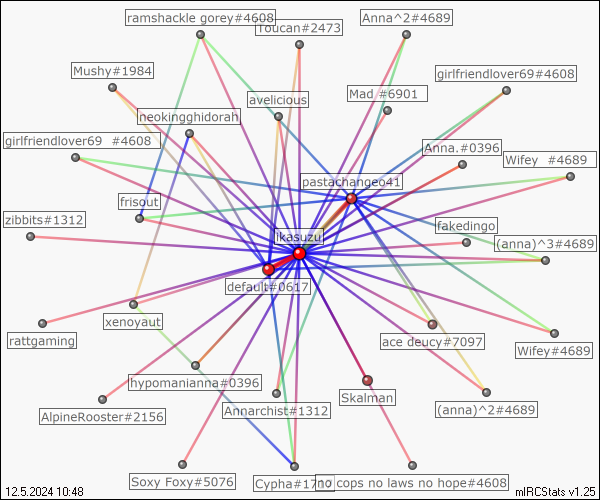 ramshackle gorey#4608
Toucan#2473
Anna^2#4689
Mushy#1984
girlfriendlover69#4608
avelicious
Mad #6901
neokingghidorah
girlfriendlover69 #4608
Anna.#0396
Wifey #4689
pastachangeo41
frisout
zibbits#1312
ikasuzu
fakedingo
(anna)^3#4689
default#0617
xenoyaut
rattgaming
ace deucy#7097
Wifey#4689
hypomanianna#0396
Skalman
AlpineRooster#2156
Annarchist#1312
(anna)^2#4689
Soxy Foxy#5076
Cypha#1
no cops no laws no hope#4608
12.5.2024 10:48
mIRCStats v1.25